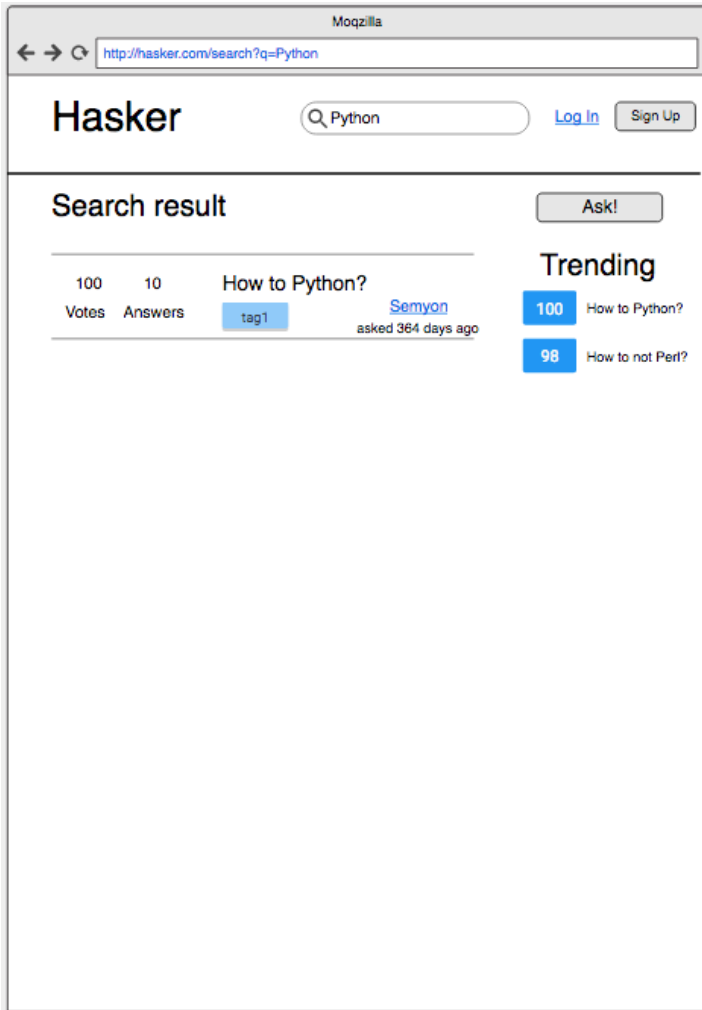 Moqzilla
http://hasker.com/search?q=Python
Hasker
Python
Log In
Sign Up
Search result
Ask!
100 10 How to Python?
Votes Answers tag1
Semyon
asked 364 days ago
Trending
100 How to Python?
98 How to not Perl?